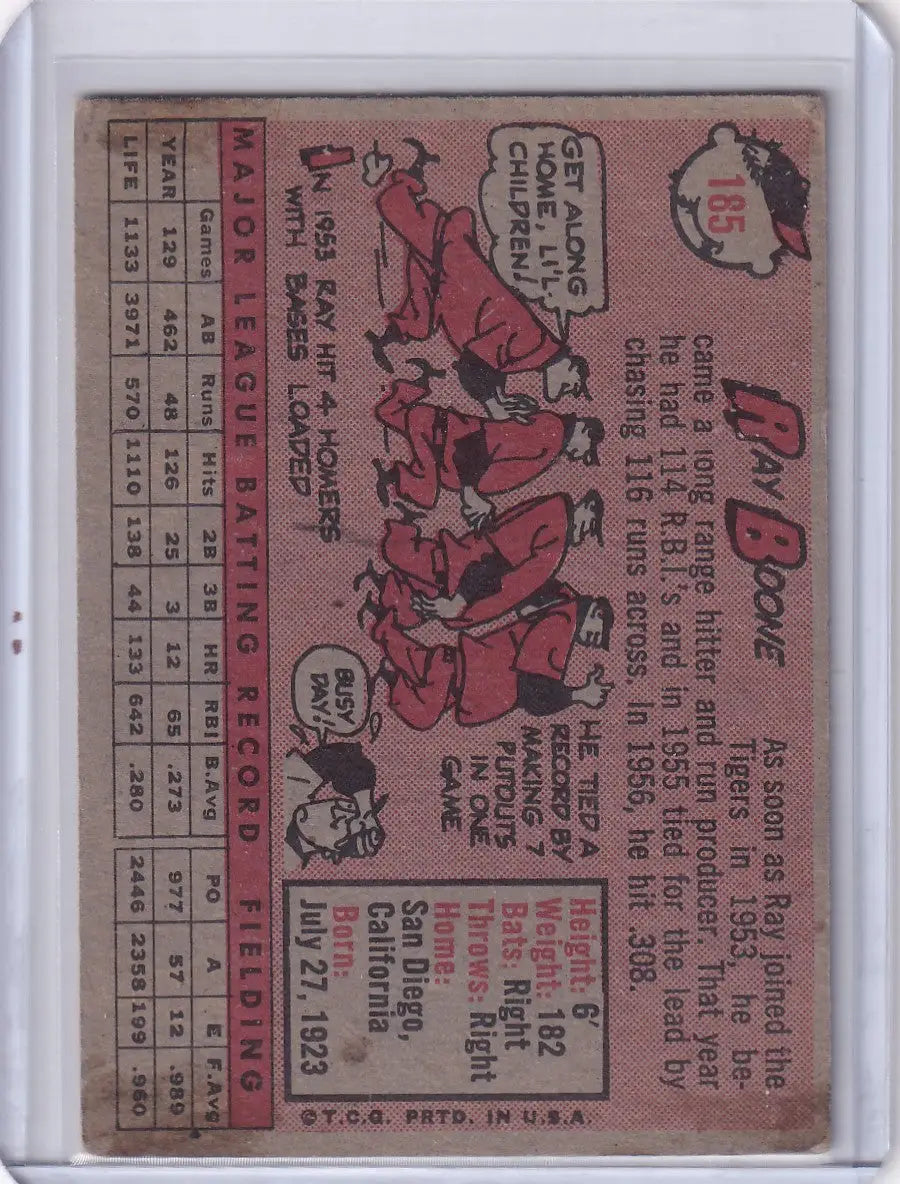 185
RAY BOONE
As soon as Ray joined the
Tigers in 1953, he be-
came a long range hitter and run producer. That year
he had 114 R.B.I.'s and in 1955 tied for the lead by
chasing 116 runs across. In 1956, he hit .308.
GET ALONG
HOME, LI'L
CHILDREN!
HE TIED A
RECORD BY
MAKING 7
PUTOUTS
IN ONE
GAME
IN 1953 RAY HIT 4 HOMERS
WITH BASES LOADED
BUSY
DAY!
Height: 6'
Weight: 182
Bats: Right
Throws: Right
Home:
San Diego,
California
Born:
July 27, 1923
©T.C.G. PRTD. IN U.S.A.
MAJOR LEAGUE BATTING RECORD FIELDING
Games AB Runs Hits 2B 3B HR RBI B.Avg PO A E F.Avg
YEAR 129 462 48 126 25 3 12 65 .273 977 57 12 .989
LIFE 1133 3971 570 1110 138 44 133 642 .280 2446 2358 199 .960